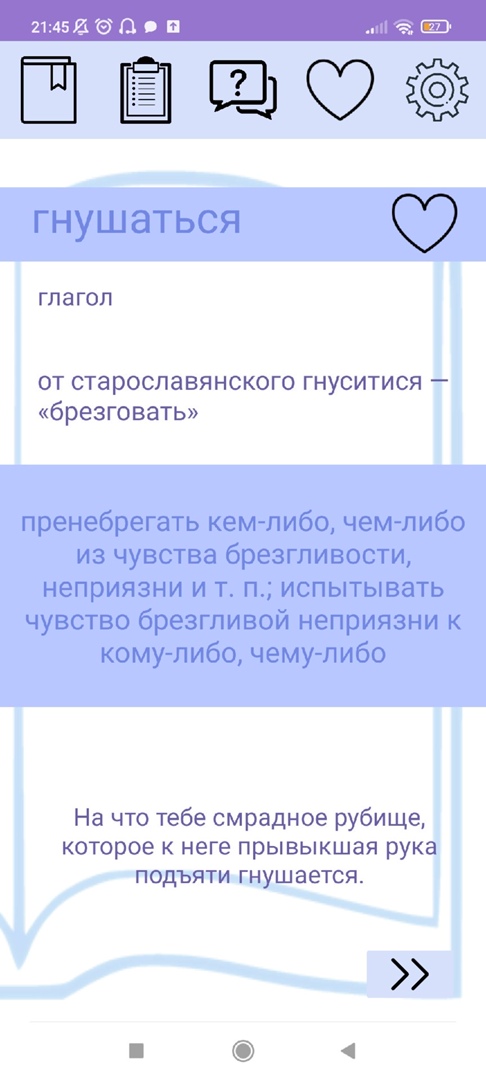 21:45
27
?
гнушаться
глагол
от старославянского гнуситися —
«брезговать»
пренебрегать кем-либо, чем-либо
из чувства брезгливости,
неприязни и т. п.; испытывать
чувство брезгливой неприязни к
кому-либо, чему-либо
На что тебе смрадное рубище,
которое к неге прывыкшая рука
подъяти гнушается.